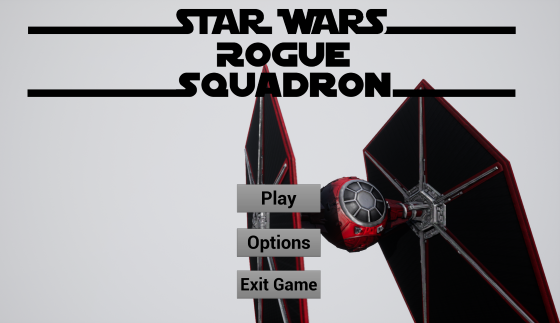 STAR WARS
ROGUE
SQUADRON
Play
Options
Exit Game